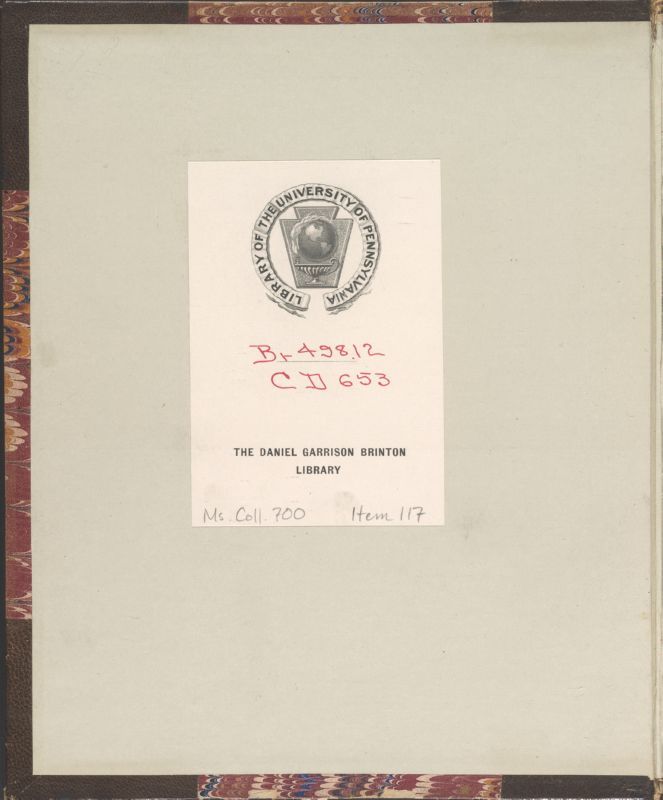 LIBRARY OF THE UNIVERSITY OF PENNSYLVANIA
Br 498.12
CD 653
THE DANIEL GARRISON BRINTON
LIBRARY
Ms. Coll. 700 Item 117